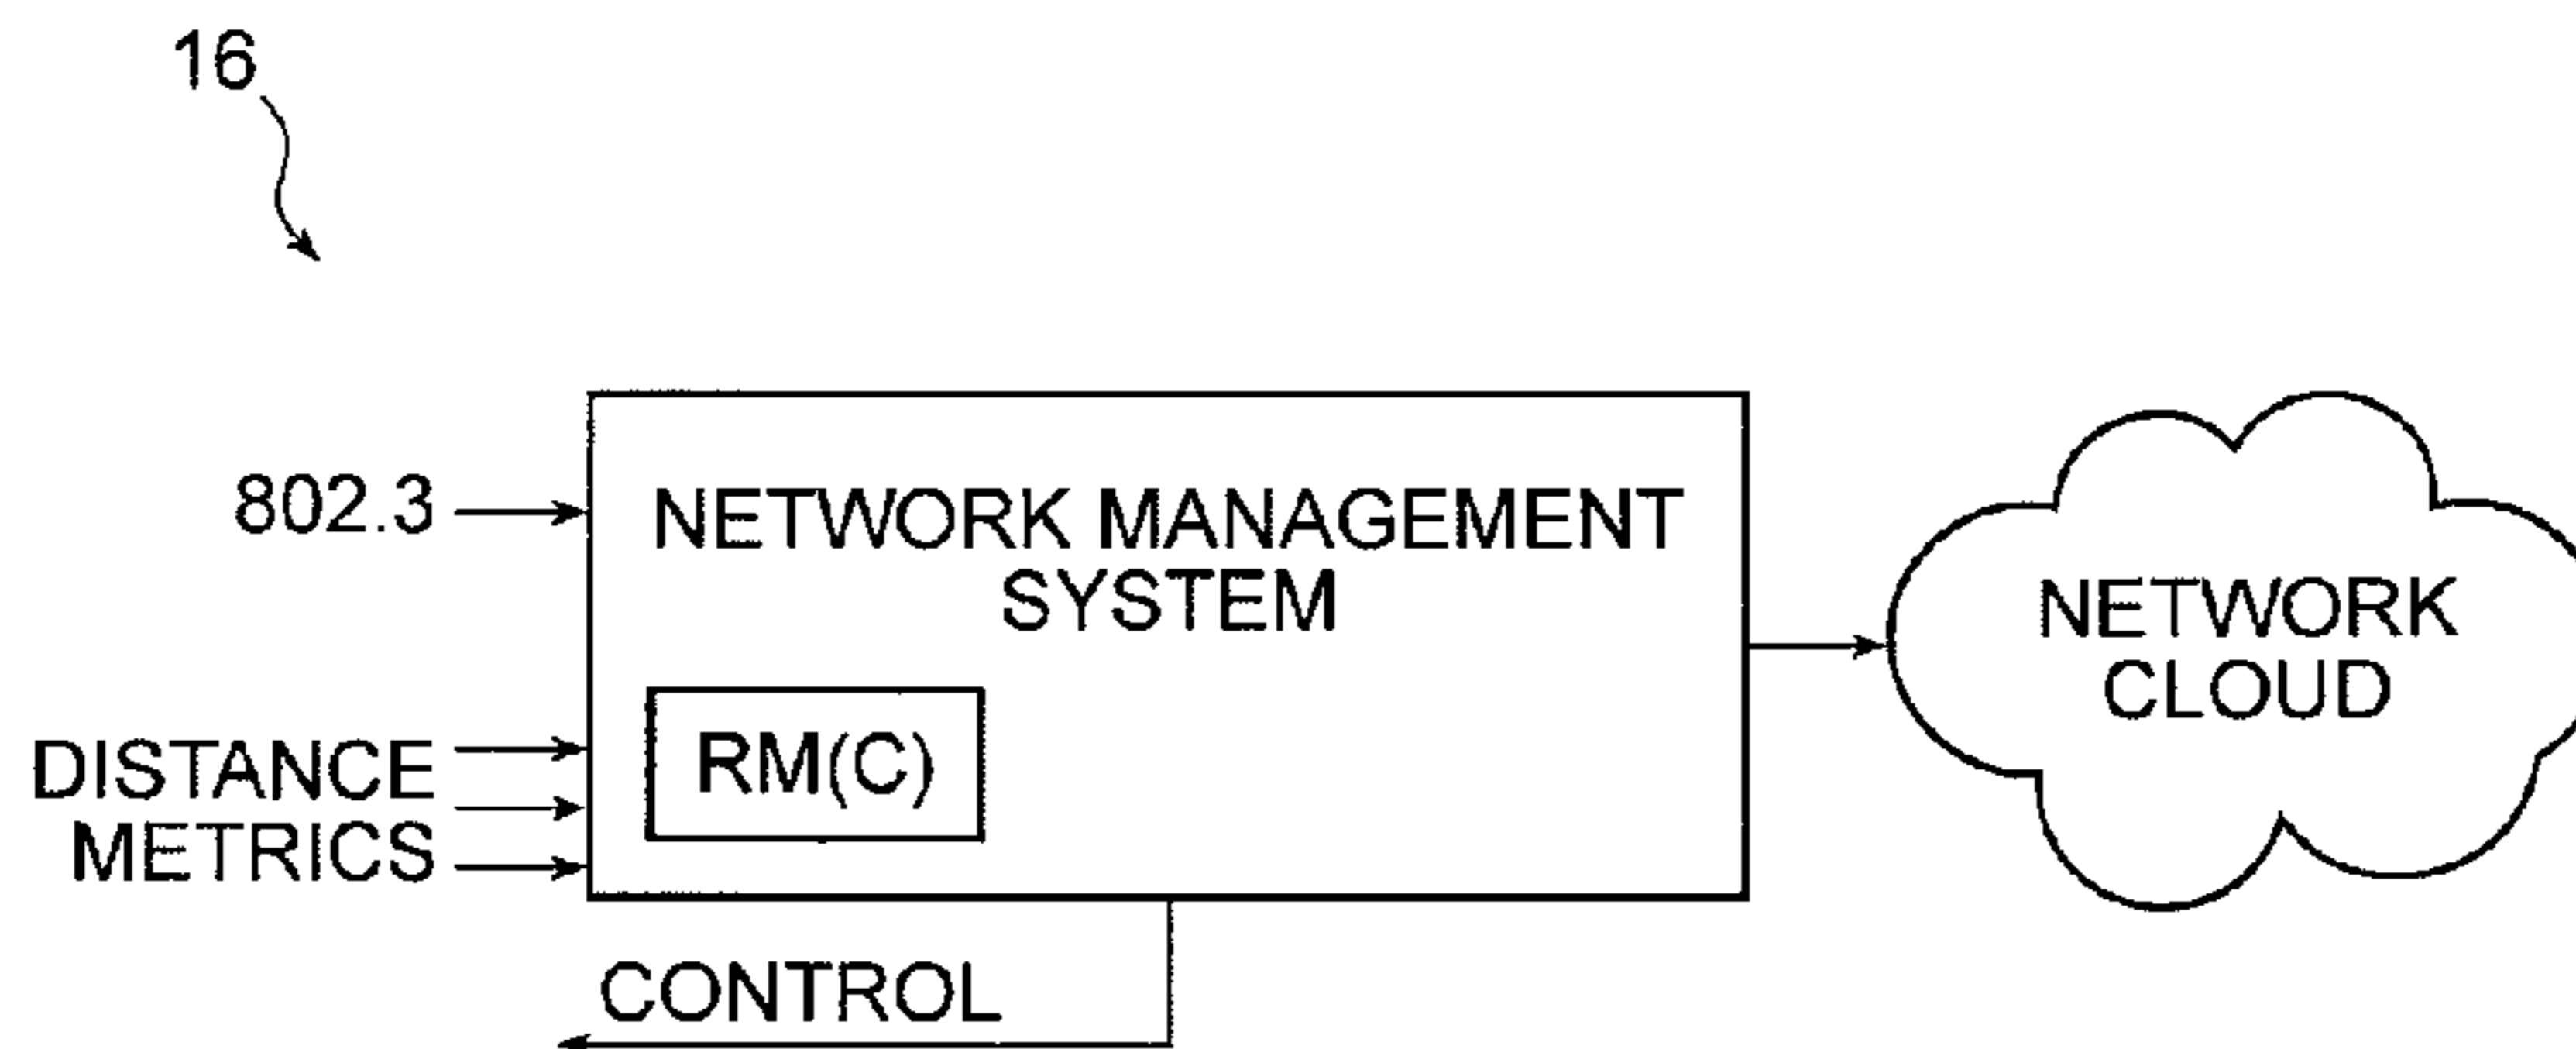 16
802.3
NETWORK MANAGEMENT
SYSTEM
NETWORK
CLOUD
RM(C)
DISTANCE
METRICS
CONTROL